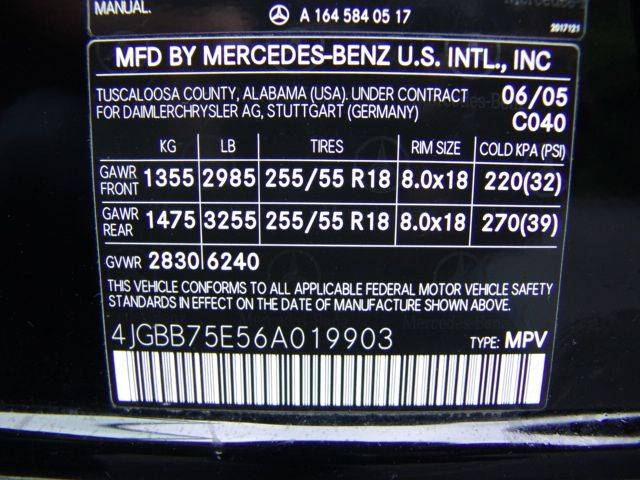 MANUAL.
A 164 584 05 17
2017121
MFD BY MERCEDES-BENZ U.S. INTL., INC
TUSCALOOSA COUNTY, ALABAMA (USA). UNDER CONTRACT 06/05
FOR DAIMLERCHRYSLER AG, STUTTGART (GERMANY) C040
KG LB TIRES RIM SIZE COLD KPA (PSI)
GAWR FRONT 1355 2985 255/55 R18 8.0x18 220(32)
GAWR REAR 1475 3255 255/55 R18 8.0x18 270(39)
GVWR 2830 6240
THIS VEHICLE CONFORMS TO ALL APPLICABLE FEDERAL MOTOR VEHICLE SAFETY
STANDARDS IN EFFECT ON THE DATE OF MANUFACTURE SHOWN ABOVE.
4JGBB75E56A019903 TYPE: MPV